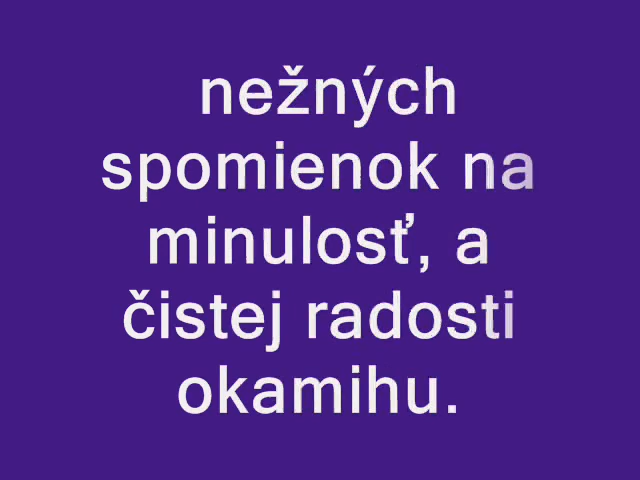 nežných
spomienok na
minulosť, a
čistej radosti
okamihu.